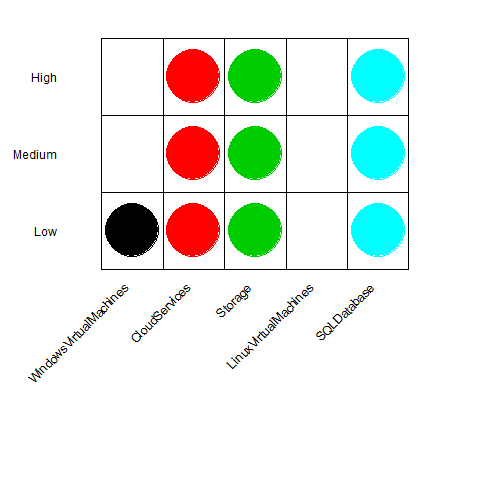 High
Medium
Low
WindowsVirtualMachines
CloudServices
Storage
LinuxVirtualMachines
SQLDatabase